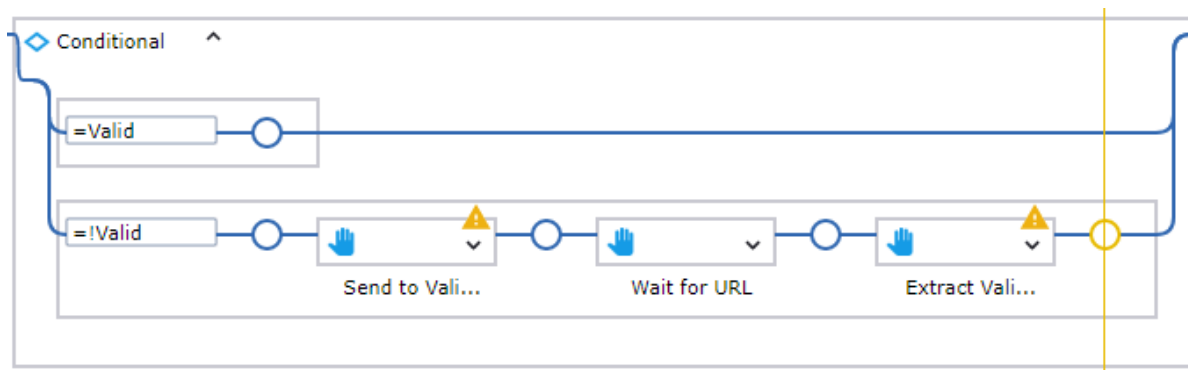 Conditional
=Valid
=!Valid
Send to Vali...
Wait for URL
Extract Vali...